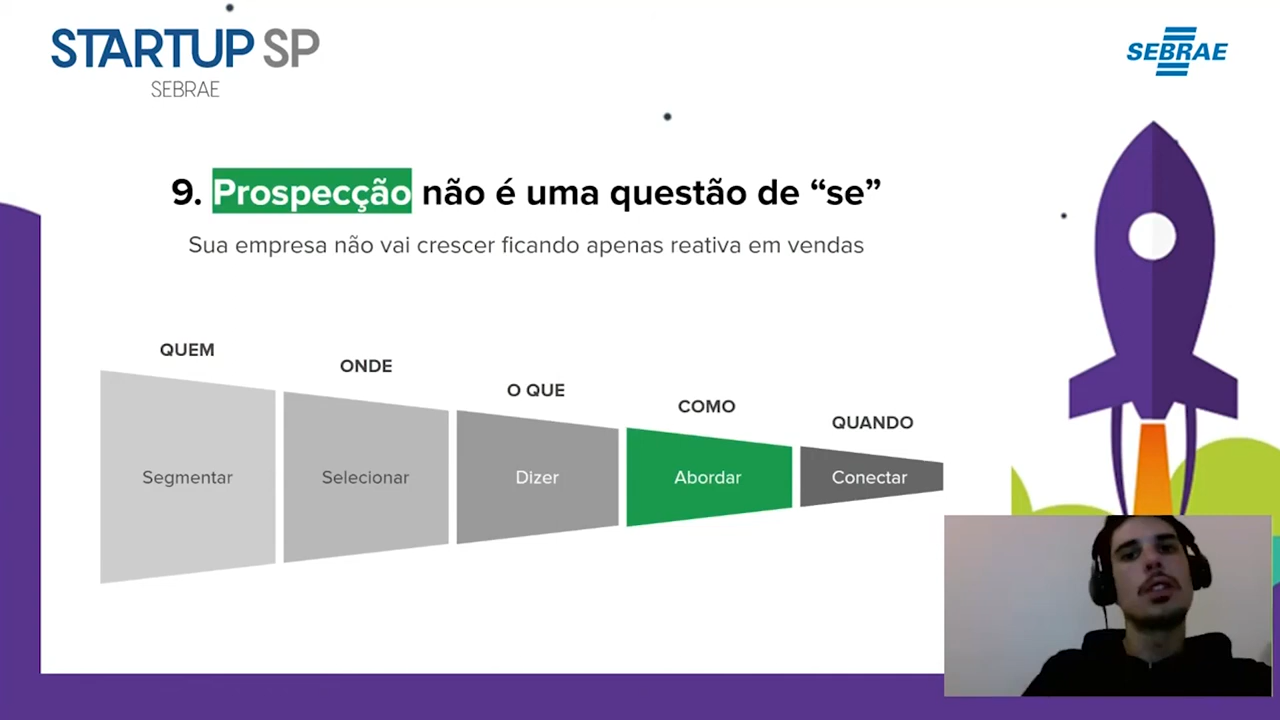 STARTUP SP
SEBRAE
SEBRAE
9. Prospecção não é uma questão de “se”
Sua empresa não vai crescer ficando apenas reativa em vendas
QUEM
ONDE
O QUE
COMO
QUANDO
Segmentar
Selecionar
Dizer
Abordar
Conectar